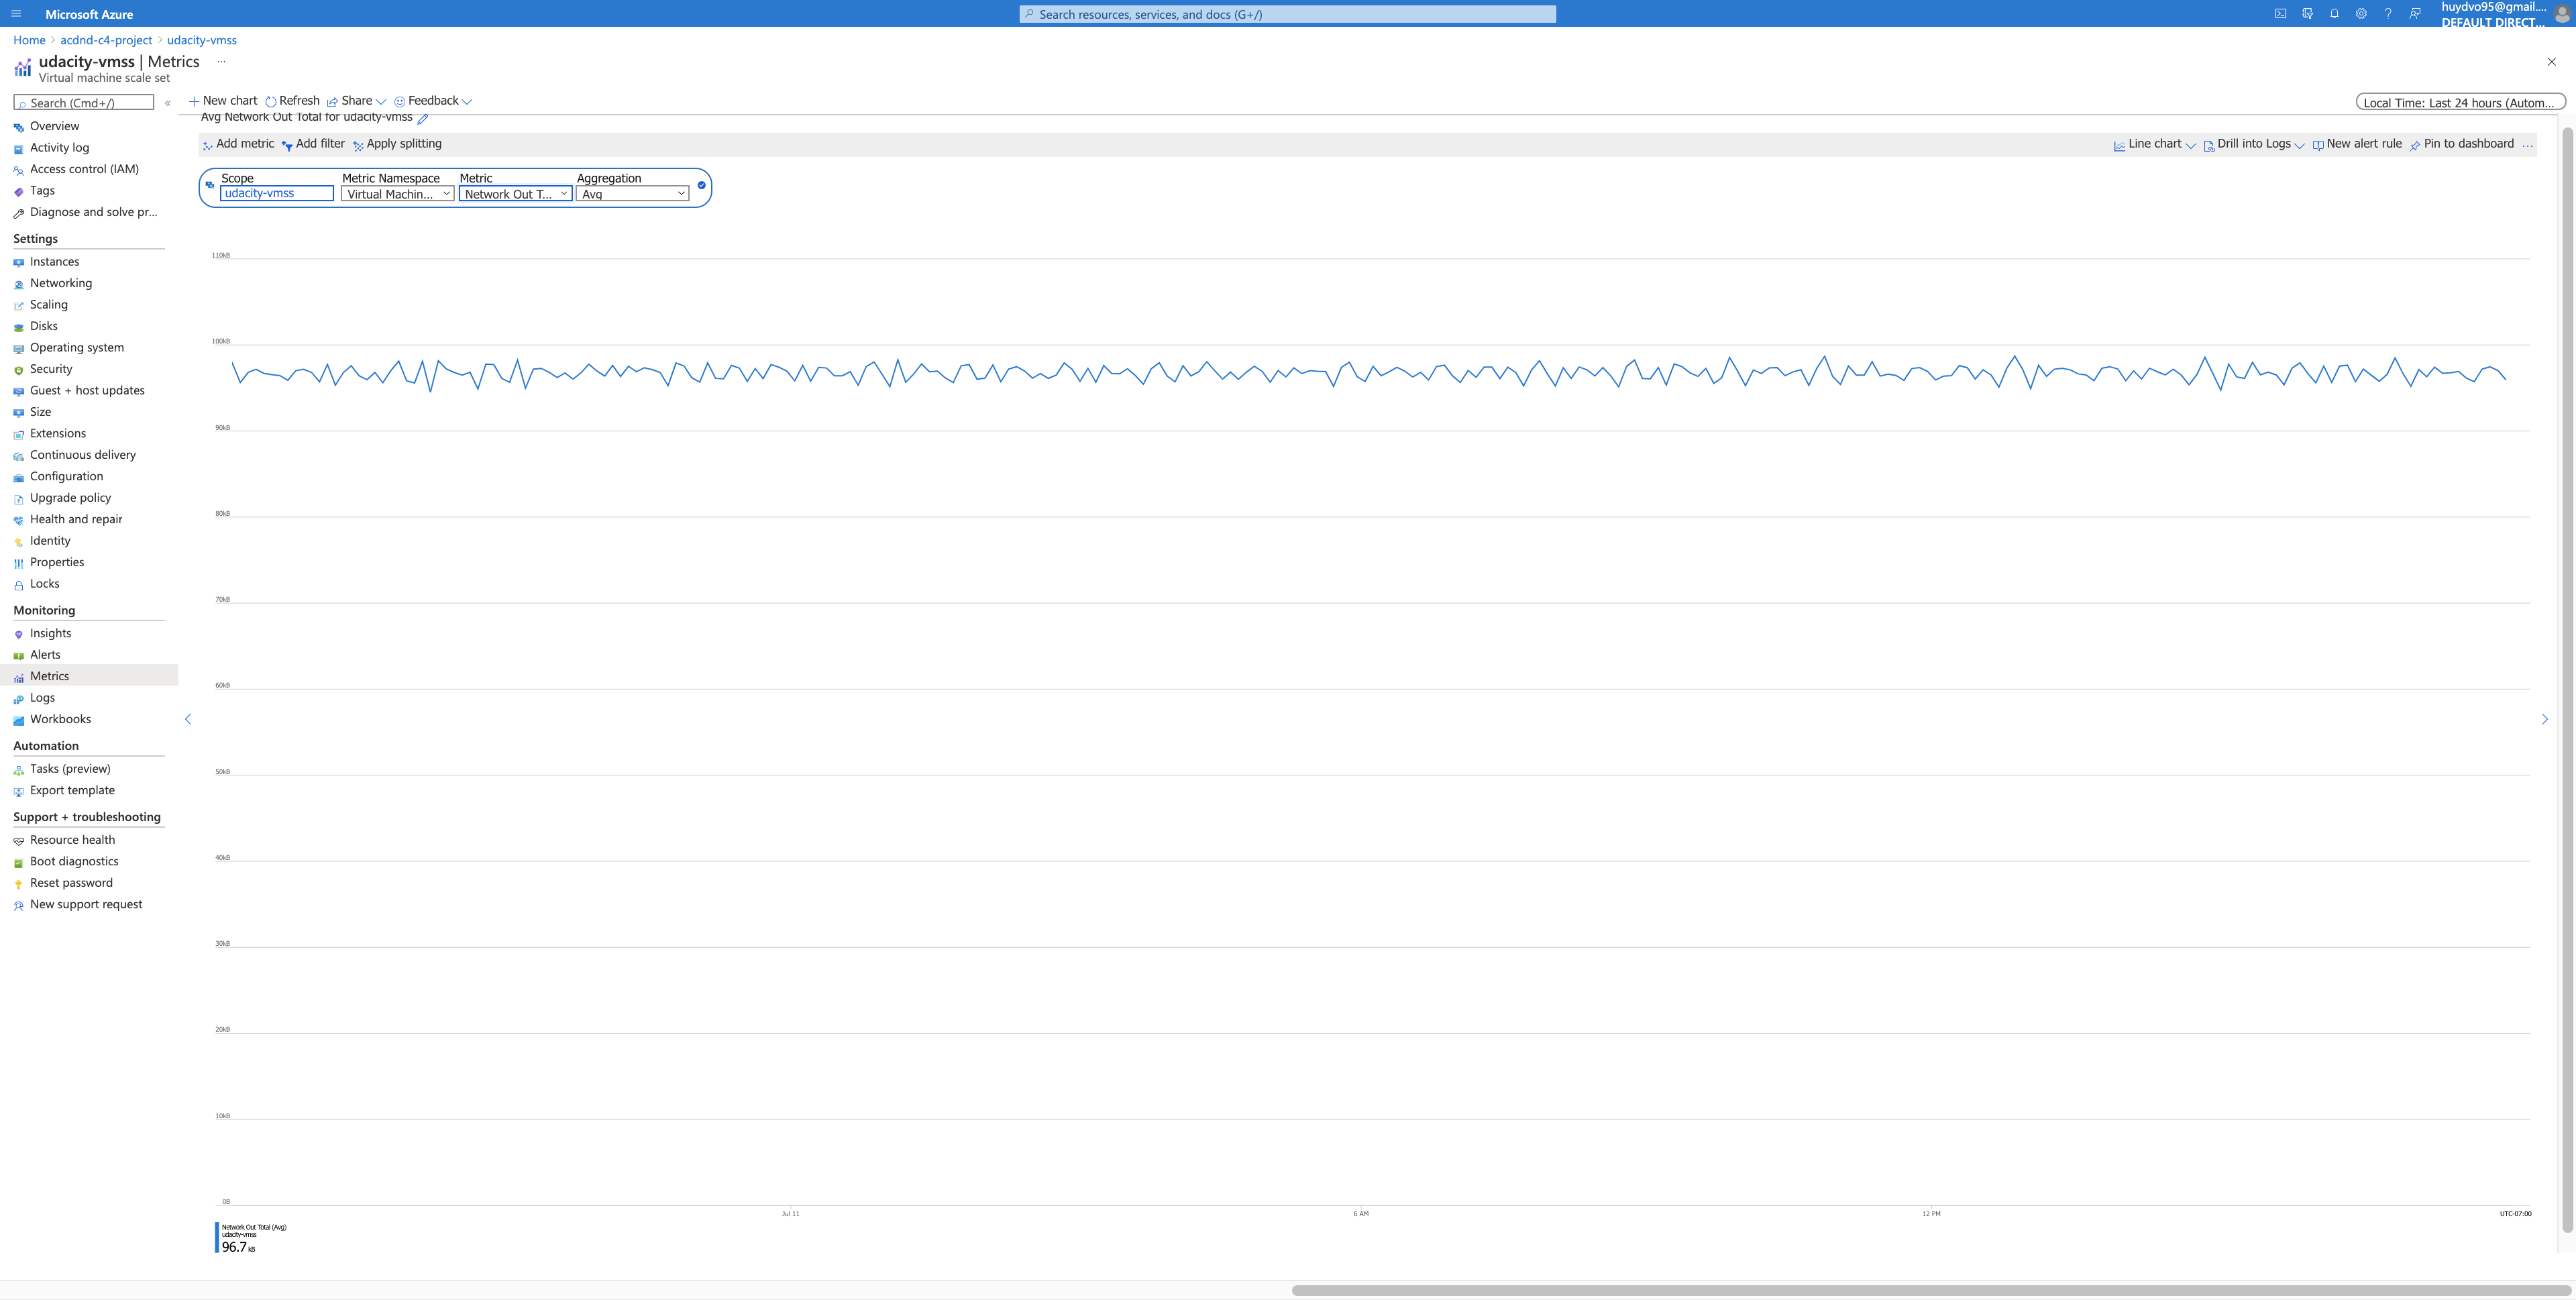 Microsoft Azure
Search resources, services, and docs (G+/)
huydvo95@gmail....
DEFAULT DIRECT...
Home > acdnd-c4-project > udacity-vmss
udacity-vmss | Metrics ...
Virtual machine scale set
Search (Cmd+/)
«
New chart Refresh Share Feedback
Local Time: Last 24 hours (Autom...
Overview
Activity log
Access control (IAM)
Tags
Diagnose and solve pr...
Settings
Instances
Networking
Scaling
Disks
Operating system
Security
Guest + host updates
Size
Extensions
Continuous delivery
Configuration
Upgrade policy
Health and repair
Identity
Properties
Locks
Monitoring
Insights
Alerts
Metrics
Logs
Workbooks
Automation
Tasks (preview)
Export template
Support + troubleshooting
Resource health
Boot diagnostics
Reset password
New support request
Avg Network Out Total for udacity-vmss
Add metric Add filter Apply splitting
Line chart Drill into Logs New alert rule Pin to dashboard ...
Scope Metric Namespace Metric Aggregation
udacity-vmss Virtual Machin... Network Out T... Avg
110kB
100kB
90kB
80kB
70kB
60kB
50kB
40kB
30kB
20kB
10kB
0B
Jul 11 6 AM 12 PM UTC-07:00
Network Out Total (Avg)
udacity-vmss
96.7 kB